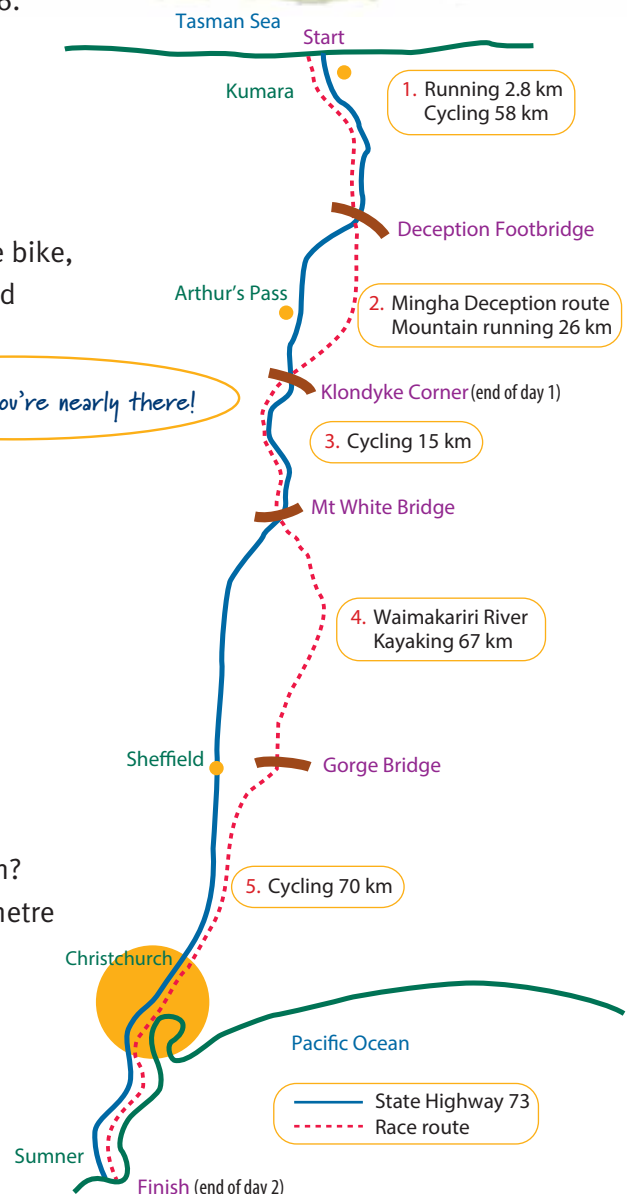 6.
Tasman Sea
Start
Kumara
1. Running 2.8 km
Cycling 58 km
Deception Footbridge
e bike,
d
Arthur's Pass
2. Mingha Deception route
Mountain running 26 km
Klondyke Corner (end of day 1)
ou're nearly there!
3. Cycling 15 km
Mt White Bridge
4. Waimakariri River
Kayaking 67 km
Sheffield
Gorge Bridge
n?
5. Cycling 70 km
netre
Christchurch
Pacific Ocean
State Highway 73
Race route
Sumner
Finish (end of day 2)